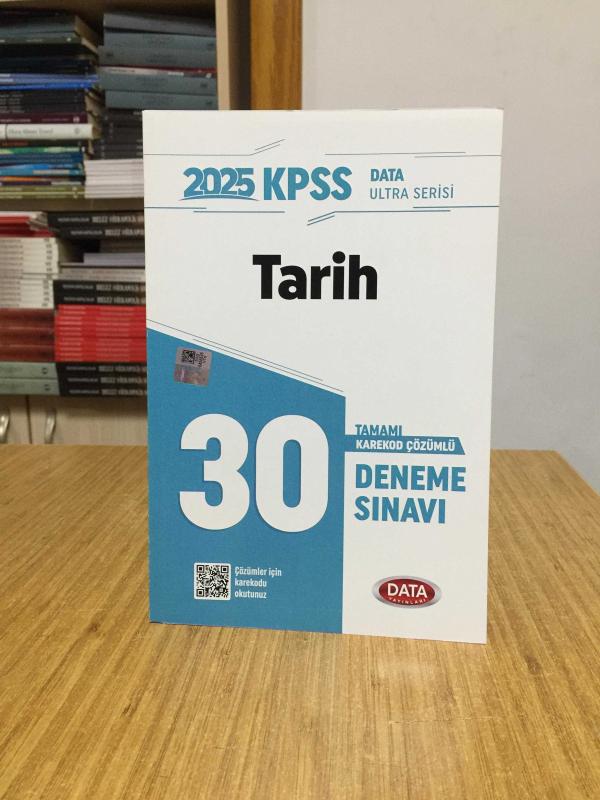 2025 KPSS
DATA
ULTRA SERİSİ
Tarih
30
TAMAMI
KAREKOD ÇÖZÜMLÜ
DENEME
SINAVI
Çözümler için
karekodu
okutunuz
DATA
YAYINLARI